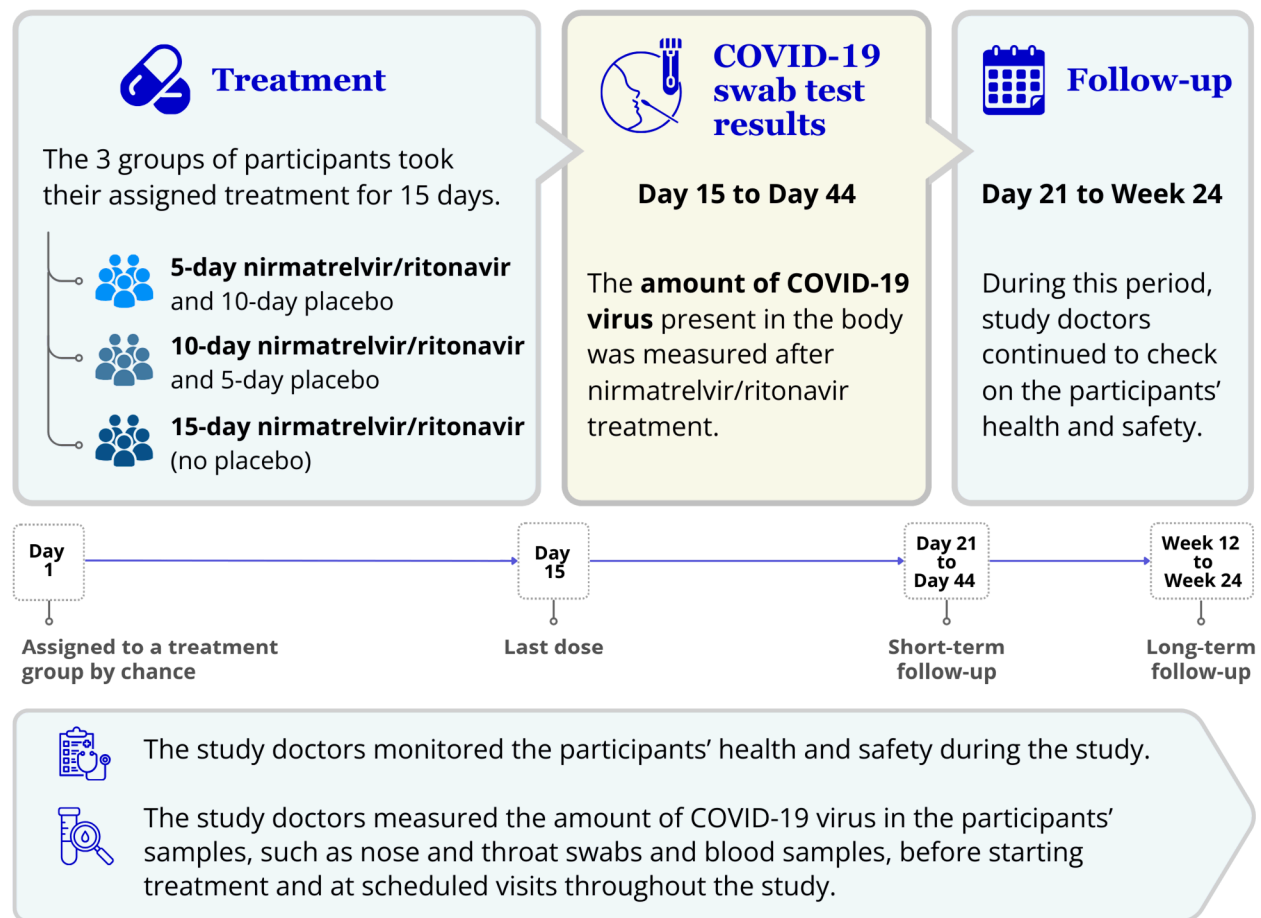 Treatment
The 3 groups of participants took
their assigned treatment for 15 days.
5-day nirmatrelvir/ritonavir
and 10-day placebo
10-day nirmatrelvir/ritonavir
and 5-day placebo
15-day nirmatrelvir/ritonavir
(no placebo)
COVID-19
swab test
results
Day 15 to Day 44
The amount of COVID-19
virus present in the body
was measured after
nirmatrelvir/ritonavir
treatment.
Follow-up
Day 21 to Week 24
During this period,
study doctors
continued to check
on the participants’
health and safety.
Day
1
Assigned to a treatment
group by chance
Day
15
Last dose
Day 21
to
Day 44
Short-term
follow-up
Week 12
to
Week 24
Long-term
follow-up
The study doctors monitored the participants’ health and safety during the study.
The study doctors measured the amount of COVID-19 virus in the participants’
samples, such as nose and throat swabs and blood samples, before starting
treatment and at scheduled visits throughout the study.